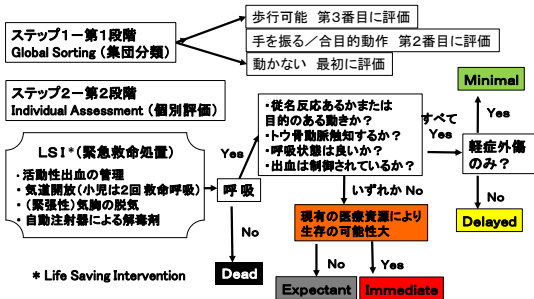 ステップ1－第1段階
Global Sorting (集団分類)
歩行可能　第3番目に評価
手を振る／合目的動作　第2番目に評価
動かない　最初に評価
ステップ2－第2段階
Individual Assessment (個別評価)
LSI*(緊急救命処置)
・活動性出血の管理
・気道開放(小児は2回 救命呼吸)
・(緊張性)気胸の脱気
・自動注射器による解毒剤
* Life Saving Intervention
Yes
呼吸
No
Dead
・従名反応あるかまたは
目的のある動きか？
・トウ骨動脈触知するか？
・呼吸状態は良いか？
・出血は制御されているか？
すべて
Yes
いずれか No
現有の医療資源により
生存の可能性大
No
Yes
Expectant
Immediate
Minimal
Yes
軽症外傷
のみ？
No
Delayed